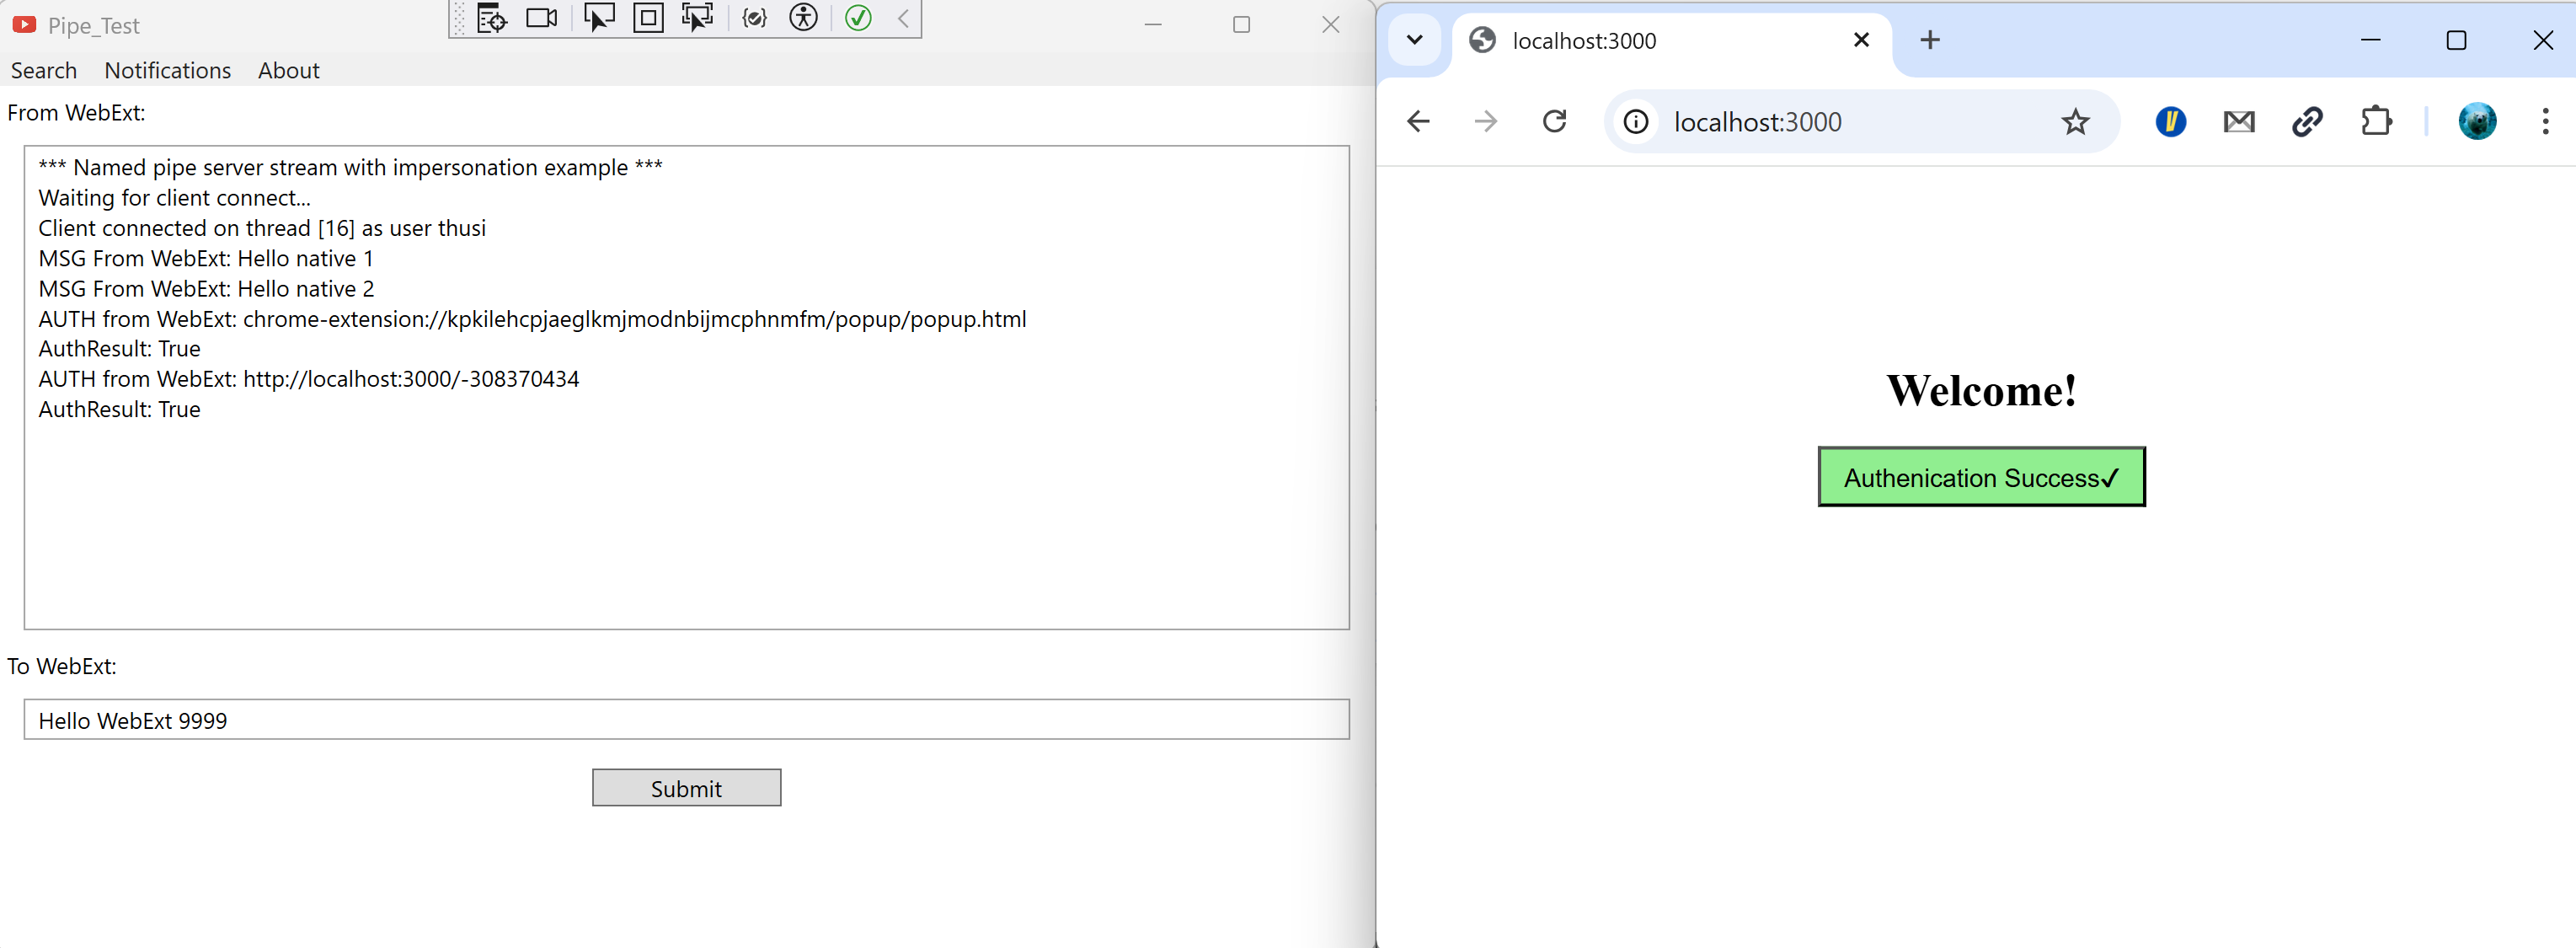 Pipe_Test
Search Notifications About
From WebExt:
*** Named pipe server stream with impersonation example ***
Waiting for client connect...
Client connected on thread [16] as user thusi
MSG From WebExt: Hello native 1
MSG From WebExt: Hello native 2
AUTH from WebExt: chrome-extension://kpkilehcpjaeglkmjmodnbijmcphnmfm/popup/popup.html
AuthResult: True
AUTH from WebExt: http://localhost:3000/-308370434
AuthResult: True
To WebExt:
Hello WebExt 9999
Submit
localhost:3000
localhost:3000
Welcome!
Authenication Success✓